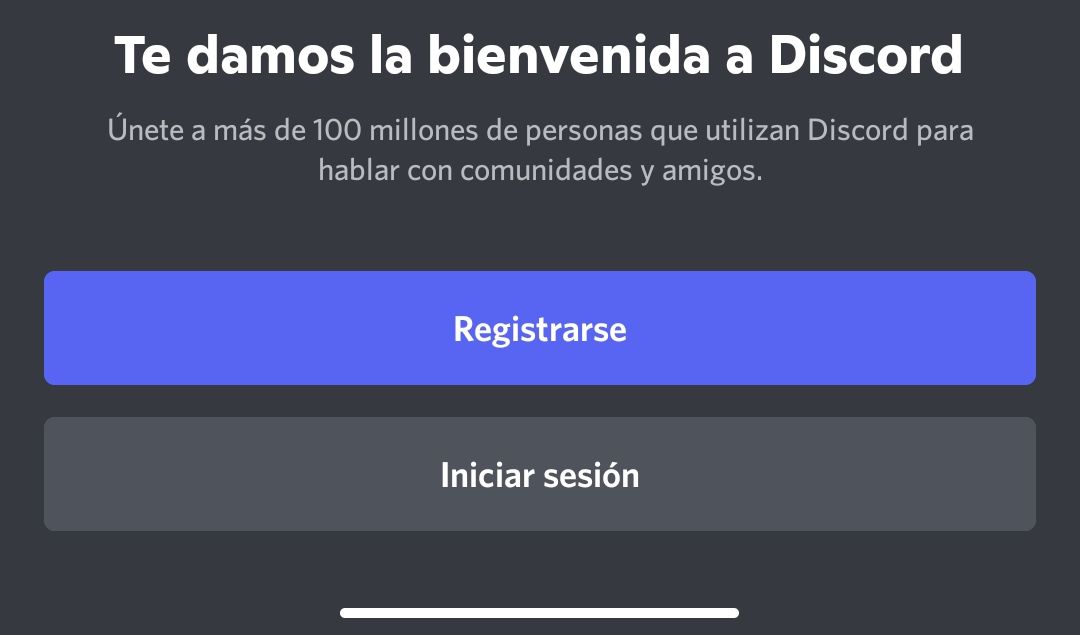 Te damos la bienvenida a Discord
Únete a más de 100 millones de personas que utilizan Discord para
hablar con comunidades y amigos.
Registrarse
Iniciar sesión